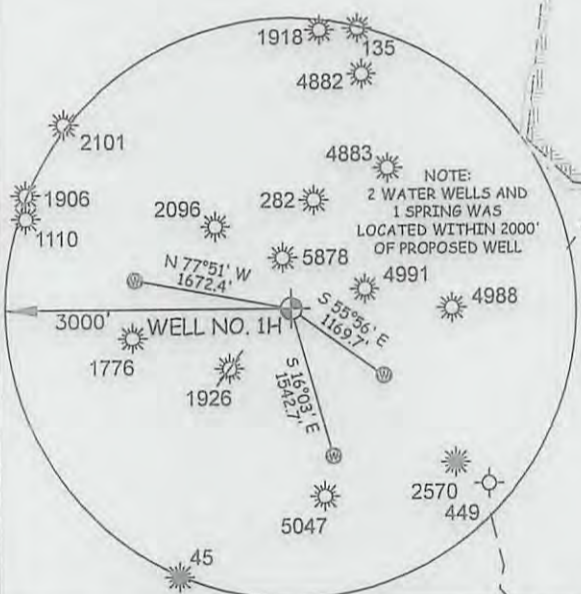 1918
135
4882
2101
4883
NOTE:
2 WATER WELLS AND
1 SPRING WAS
LOCATED WITHIN 2000'
OF PROPOSED WELL
1906
282
2096
1110
5878
N 77°51' W
1672.4'
4991
S 55°56' E
1169.7'
4988
3000'
WELL NO. 1H
1776
1926
S 16°03' E
1542.7'
W
W
W
2570
449
5047
45